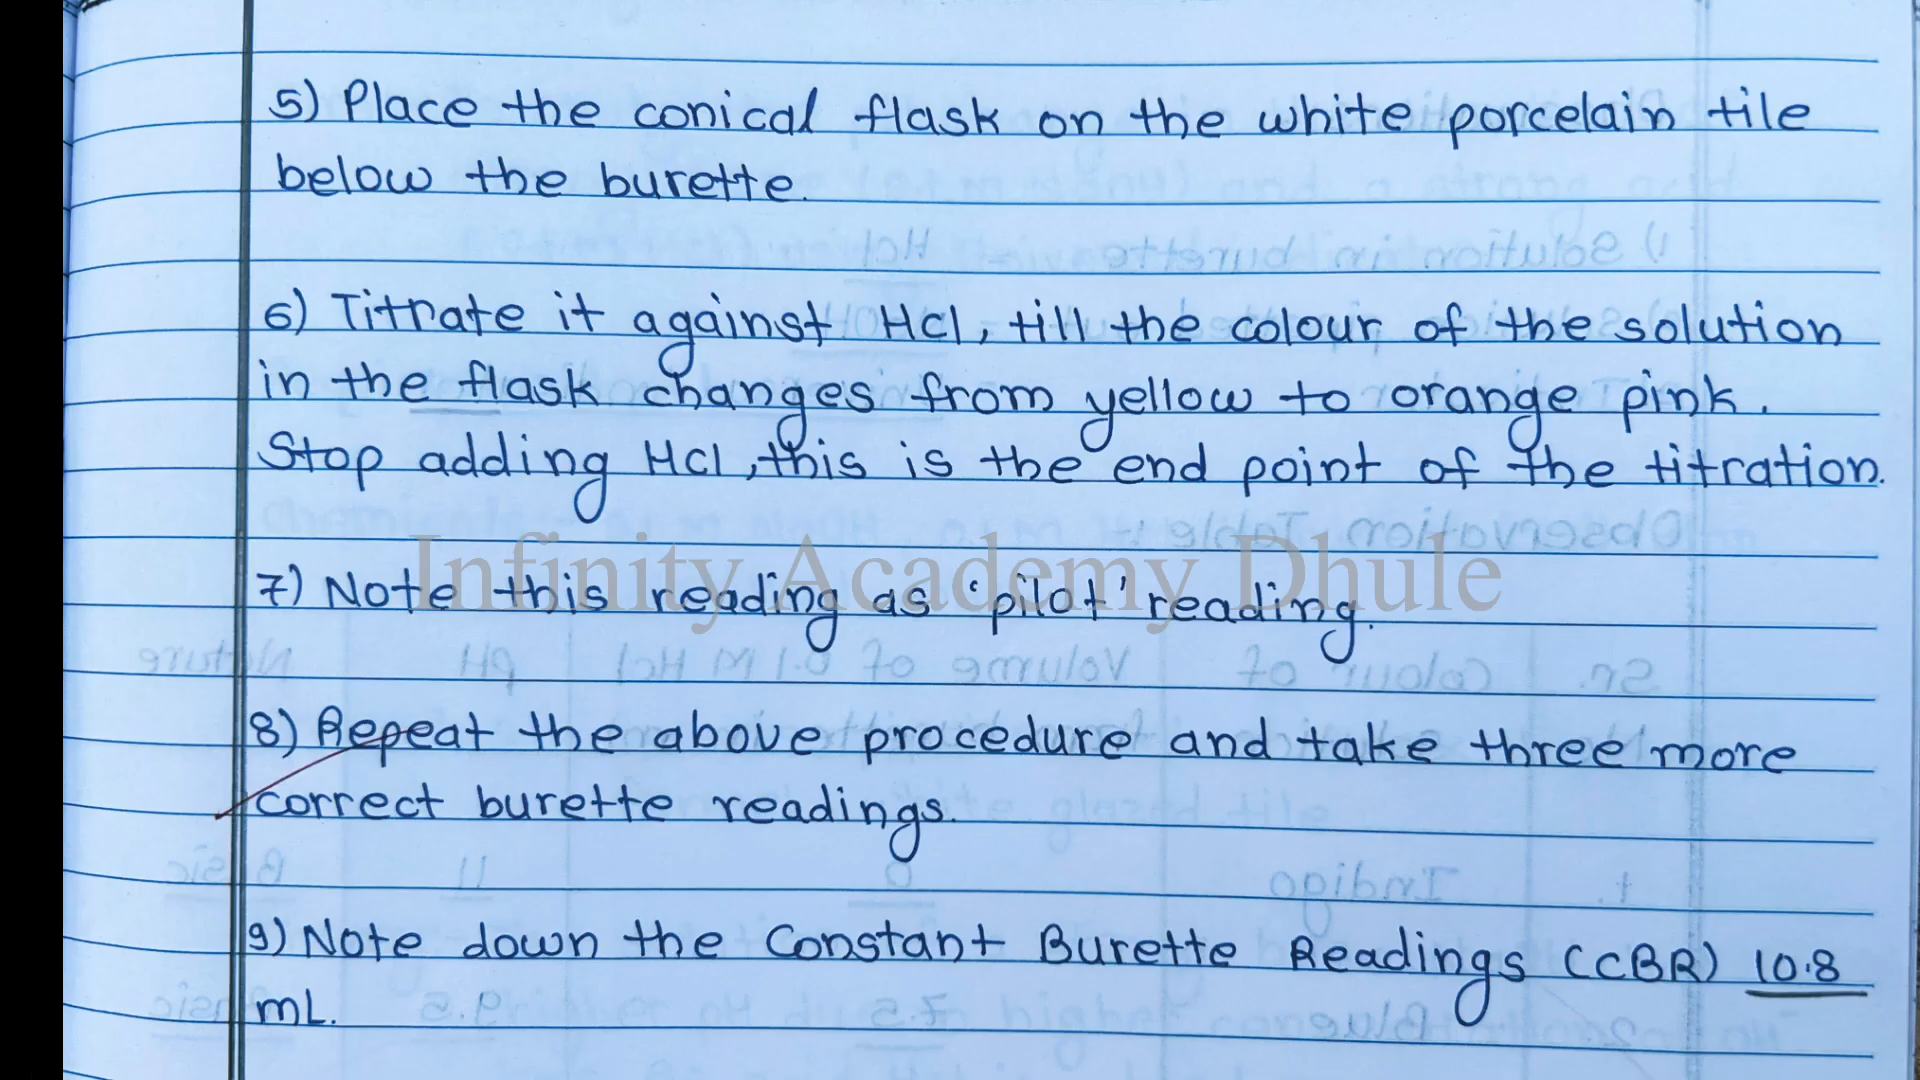 5) Place the conical flask on the white porcelain tile
below the burette.
6) Titrate it against HCl, till the colour of the solution
in the flask changes from yellow to orange pink.
Stop adding HCl, this is the end point of the titration.
Infinity Academy Dhule
7) Note this reading as 'pilot' reading.
8) Repeat the above procedure and take three more
correct burette readings.
9) Note down the Constant Burette Readings (CBR) 10.8
mL.